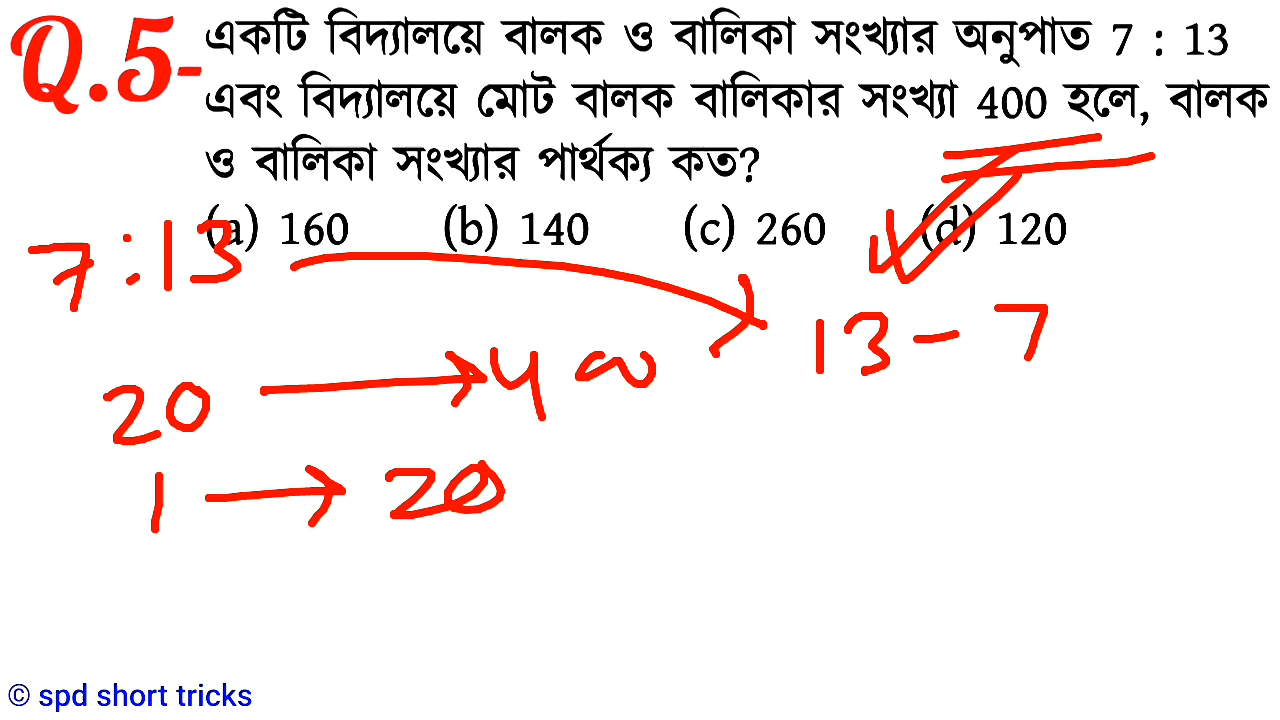 Q.5- একটি বিদ্যালয়ে বালক ও বালিকা সংখ্যার অনুপাত 7 : 13
এবং বিদ্যালয়ে মোট বালক বালিকার সংখ্যা 400 হলে, বালক
ও বালিকা সংখ্যার পার্থক্য কত?
(a) 160 (b) 140 (c) 260 (d) 120
7 : 13
13 - 7
20 → 400
1 → 20
© spd short tricks